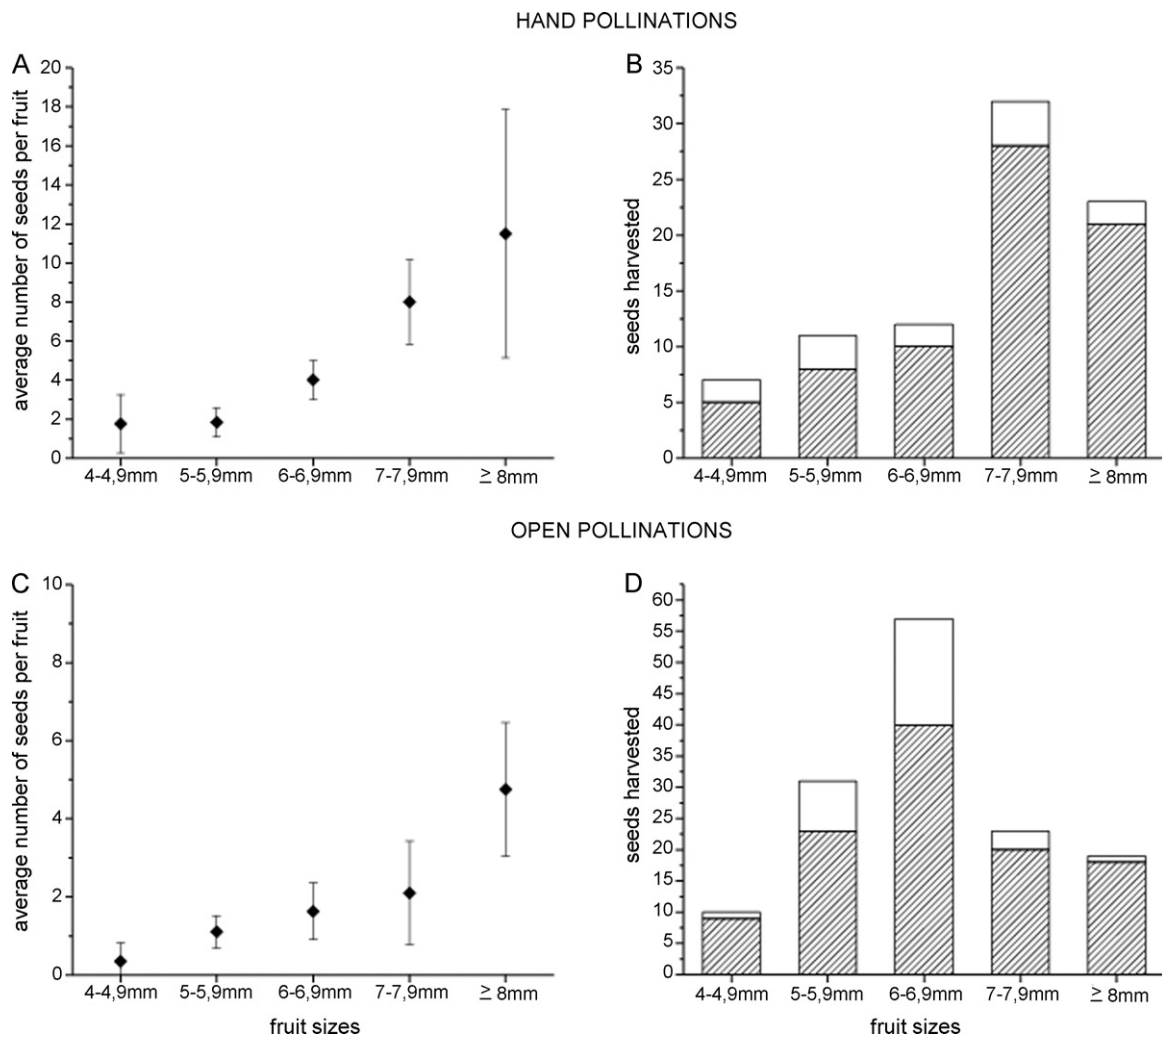 HAND POLLINATIONS
A
average number of seeds per fruit
20
18
16
14
12
10
8
6
4
2
0
4-4,9mm 5-5,9mm 6-6,9mm 7-7,9mm ≥ 8mm
B
seeds harvested
35
30
25
20
15
10
5
0
4-4,9mm 5-5,9mm 6-6,9mm 7-7,9mm ≥ 8mm
OPEN POLLINATIONS
C
average number of seeds per fruit
10
8
6
4
2
0
4-4,9mm 5-5,9mm 6-6,9mm 7-7,9mm ≥ 8mm
fruit sizes
D
seeds harvested
60
55
50
45
40
35
30
25
20
15
10
5
0
4-4,9mm 5-5,9mm 6-6,9mm 7-7,9mm ≥ 8mm
fruit sizes